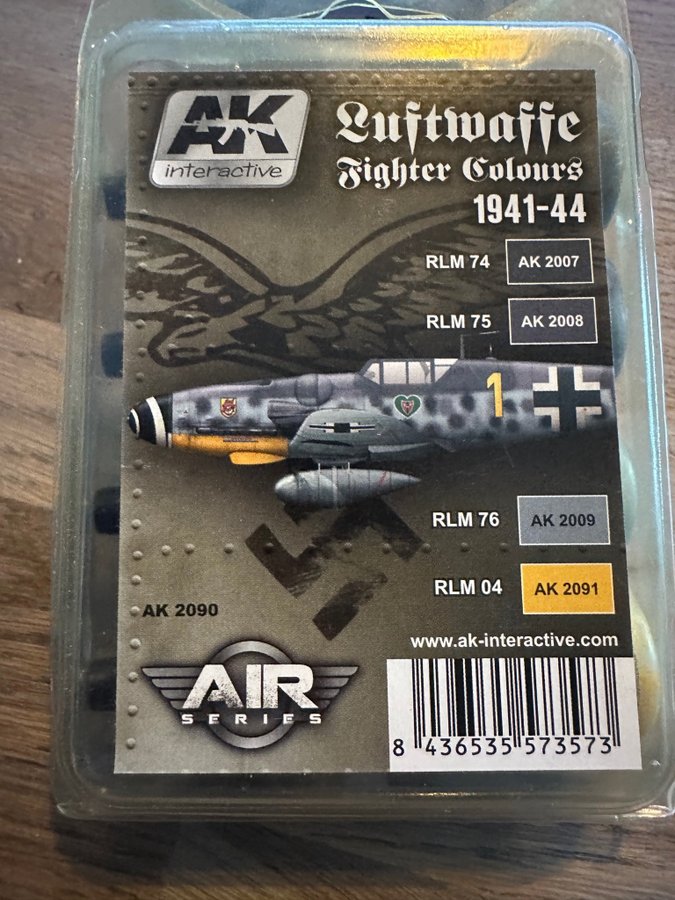 AK
interactive
Luftwaffe
Fighter Colours
1941-44
RLM 74 AK 2007
RLM 75 AK 2008
1
RLM 76 AK 2009
RLM 04 AK 2091
AK 2090
www.ak-interactive.com
AIR
SERIES
8 436535 573573